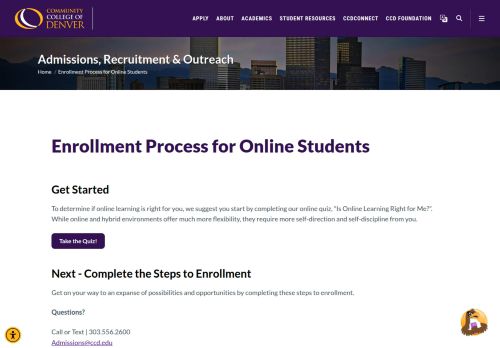 COMMUNITY
COLLEGE OF
DENVER
APPLY ABOUT ACADEMICS STUDENT RESOURCES CCDCONNECT CCD FOUNDATION
Admissions, Recruitment & Outreach
Home / Enrollment Process for Online Students
Enrollment Process for Online Students
Get Started
To determine if online learning is right for you, we suggest you start by completing our online quiz, "Is Online Learning Right for Me?".
While online and hybrid environments offer much more flexibility, they require more self-direction and self-discipline from you.
Take the Quiz!
Next - Complete the Steps to Enrollment
Get on your way to an expanse of possibilities and opportunities by completing these steps to enrollment.
Questions?
Call or Text | 303.556.2600
Admissions@ccd.edu